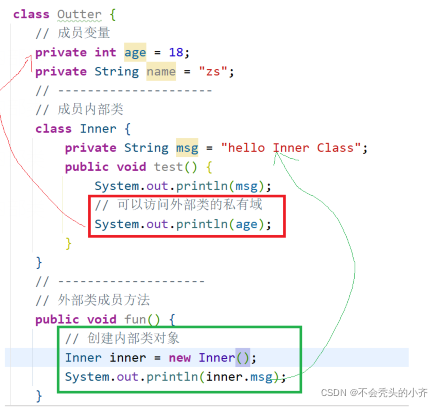 class Outter {
// 成员变量
private int age = 18;
private String name = "zs";
// --------------------
// 成员内部类
class Inner {
private String msg = "hello Inner Class";
public void test() {
System.out.println(msg);
// 可以访问外部类的私有域
System.out.println(age);
}
}
// -------------------
// 外部类成员方法
public void fun() {
// 创建内部类对象
Inner inner = new Inner();
System.out.println(inner.msg);
}
CSDN @不会秃头的小齐